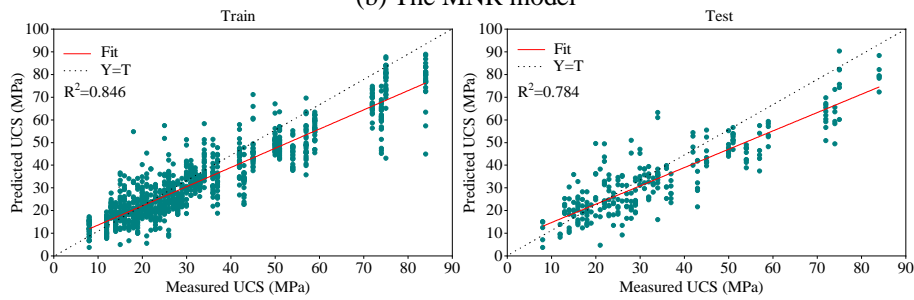 (b) The MNR model
Train
Predicted UCS (MPa)
100
90
80
70
60
50
40
30
20
10
0
Fit
Y=T
R²=0.846
0 10 20 30 40 50 60 70 80 90
Measured UCS (MPa)
Test
Predicted UCS (MPa)
100
90
80
70
60
50
40
30
20
10
0
Fit
Y=T
R²=0.784
0 10 20 30 40 50 60 70 80 90
Measured UCS (MPa)